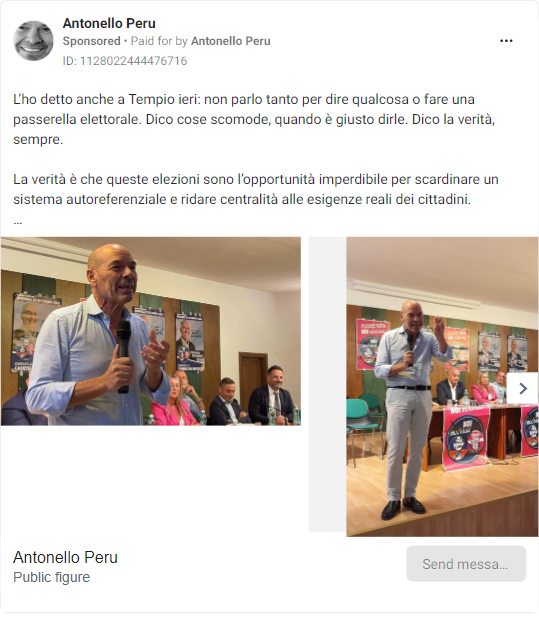 Antonello Peru
Sponsored • Paid for by Antonello Peru
ID: 1128022444476716
L'ho detto anche a Tempio ieri: non parlo tanto per dire qualcosa o fare una
passerella elettorale. Dico cose scomode, quando è giusto dirle. Dico la verità,
sempre.
La verità è che queste elezioni sono l'opportunità imperdibile per scardinare un
sistema autoreferenziale e ridare centralità alle esigenze reali dei cittadini.
...
NOI
NOI
Antonello Peru
Public figure
Send messa...